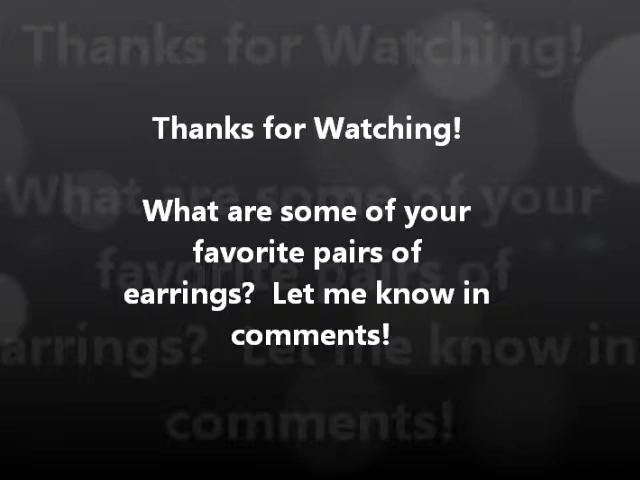 Thanks for Watching!
What are some of your
favorite pairs of
earrings?  Let me know in
comments!